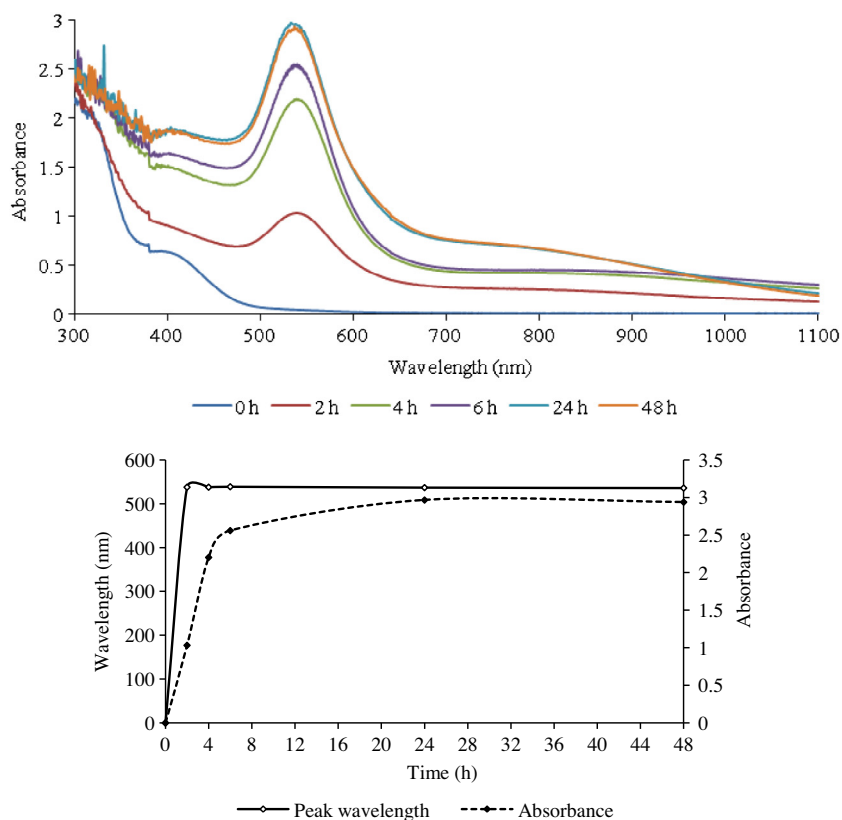 3
2.5
2
1.5
1
0.5
0
Absorbance
300 400 500 600 700 800 900 1000 1100
Wavelength (nm)
0 h 2 h 4 h 6 h 24 h 48 h
600 3.5
500 3
400 2.5
300 2
200 1.5
100 1
0 0.5
0
Wavelength (nm)
Absorbance
0 4 8 12 16 20 24 28 32 36 40 44 48
Time (h)
Peak wavelength Absorbance